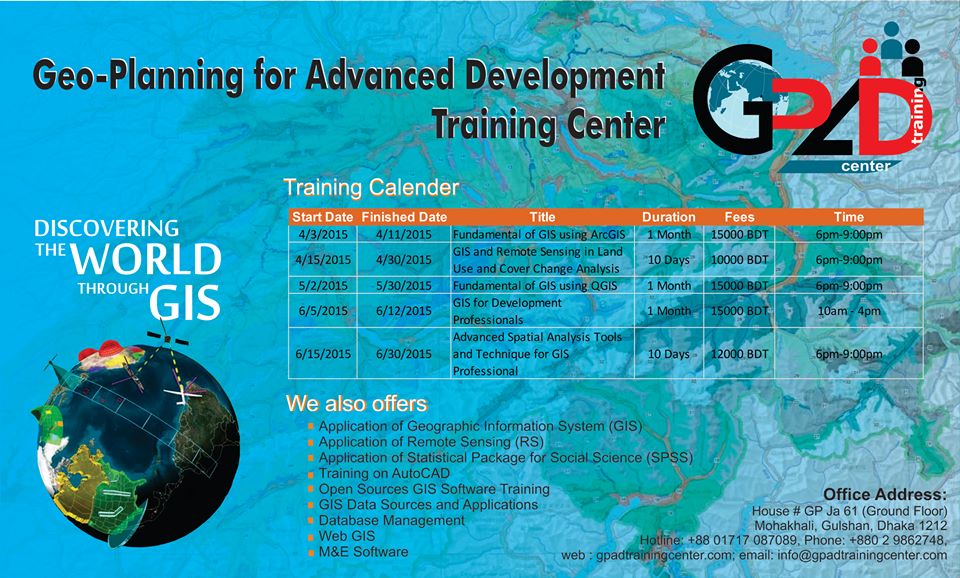 Geo-Planning for Advanced Development
Training Center
GPAD
training
center
Training Calender
Start Date Finished Date Title Duration Fees Time
4/3/2015 4/11/2015 Fundamental of GIS using ArcGIS 1 Month 15000 BDT 6pm-9:00pm
4/15/2015 4/30/2015 GIS and Remote Sensing in Land
Use and Cover Change Analysis 10 Days 10000 BDT 6pm-9:00pm
5/2/2015 5/30/2015 Fundamental of GIS using QGIS 1 Month 15000 BDT 6pm-9:00pm
6/5/2015 6/12/2015 GIS for Development
Professionals 1 Month 15000 BDT 10am - 4pm
6/15/2015 6/30/2015 Advanced Spatial Analysis Tools
and Technique for GIS
Professional 10 Days 12000 BDT 6pm-9:00pm
DISCOVERING
THE WORLD
THROUGH
GIS
We also offers
Application of Geographic Information System (GIS)
Application of Remote Sensing (RS)
Application of Statistical Package for Social Science (SPSS)
Training on AutoCAD
Open Sources GIS Software Training
GIS Data Sources and Applications
Database Management
Web GIS
M&E Software
Office Address:
House # GP Ja 61 (Ground Floor)
Mohakhali, Gulshan, Dhaka 1212
Hotline: +88 01717 087089, Phone: +880 2 9862748,
web : gpadtrainingcenter.com; email: info@gpadtrainingcenter.com